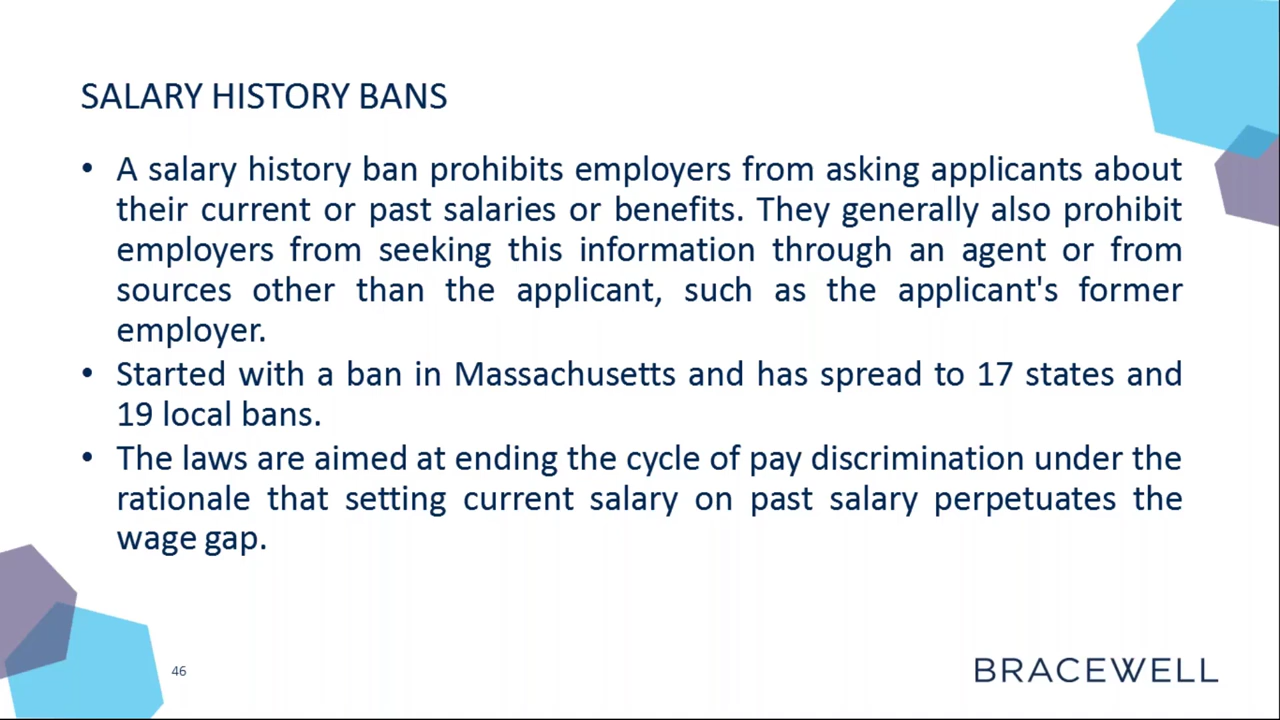 SALARY HISTORY BANS
• A salary history ban prohibits employers from asking applicants about
their current or past salaries or benefits. They generally also prohibit
employers from seeking this information through an agent or from
sources other than the applicant, such as the applicant's former
employer.
• Started with a ban in Massachusetts and has spread to 17 states and
19 local bans.
• The laws are aimed at ending the cycle of pay discrimination under the
rationale that setting current salary on past salary perpetuates the
wage gap.
46
BRACEWELL